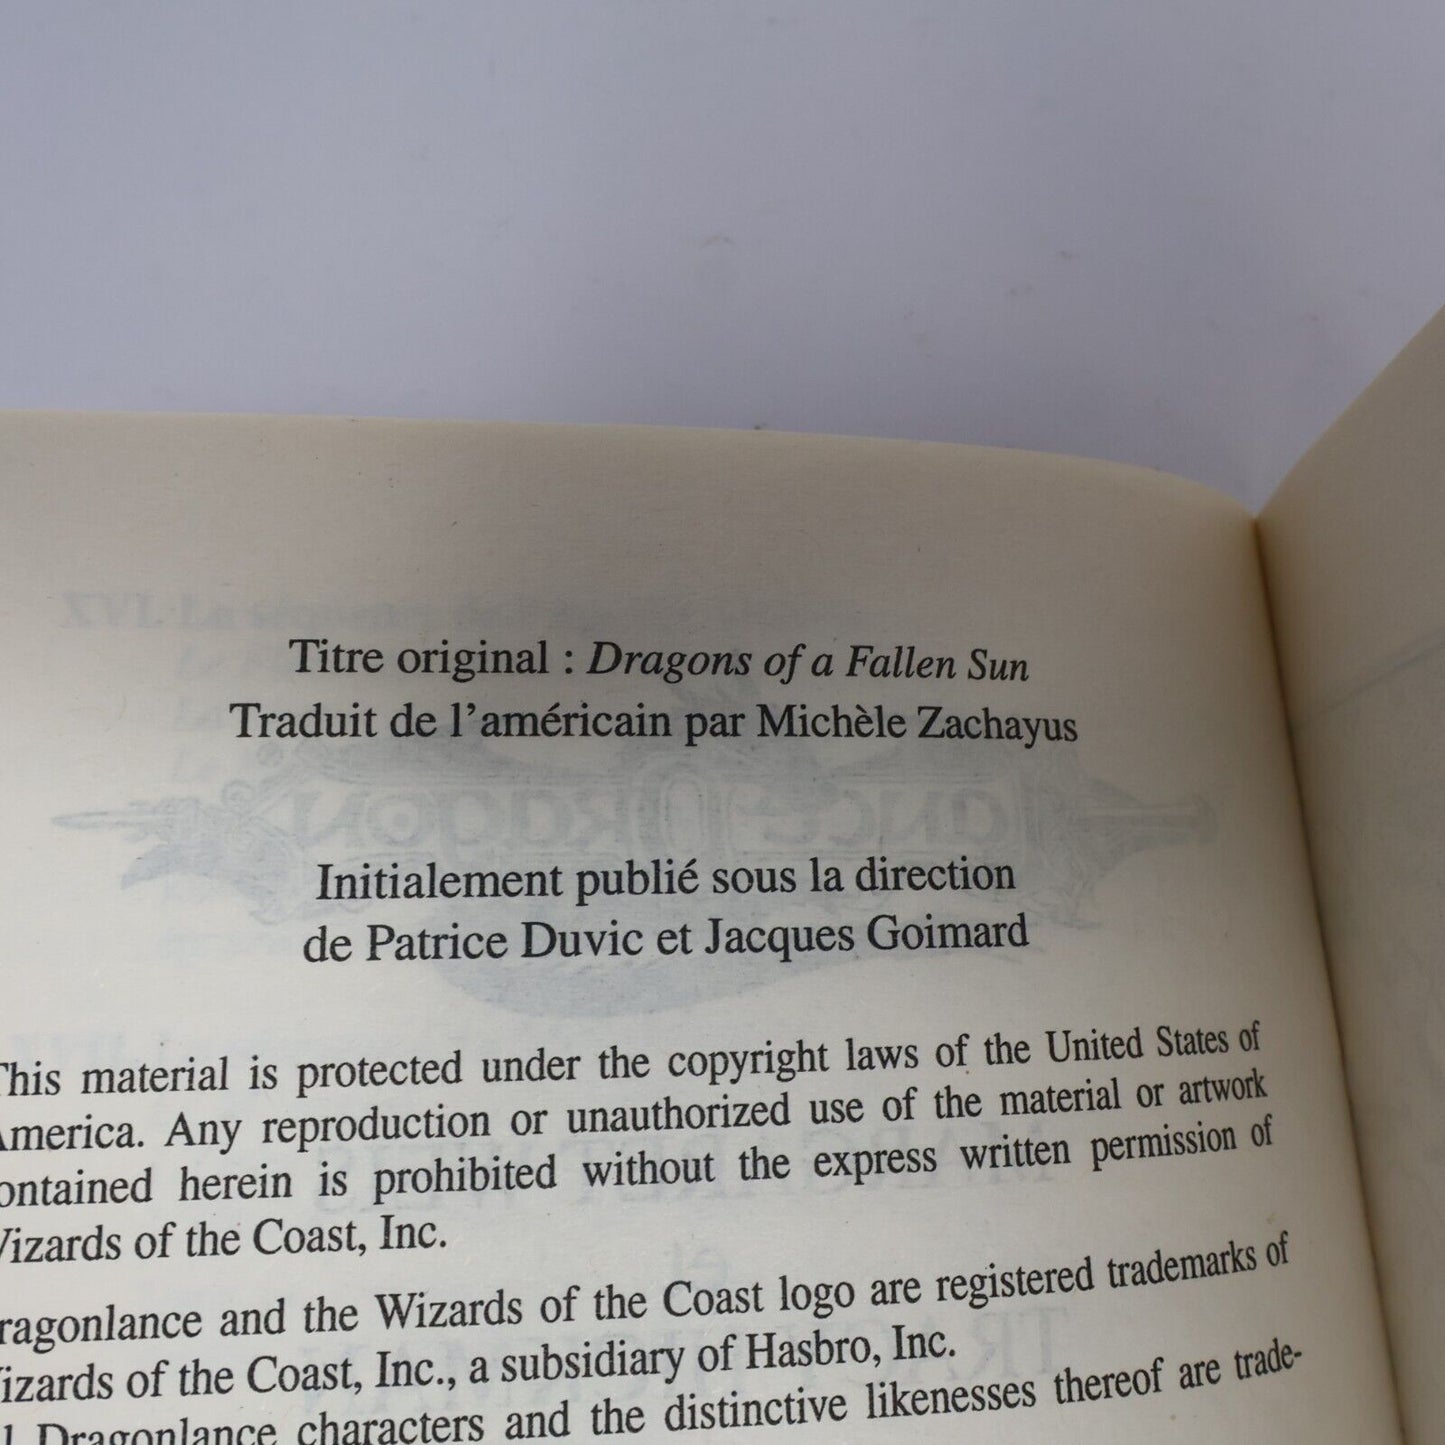 Titre original : Dragons of a Fallen Sun
Traduit de l'américain par Michèle Zachayus
Initialement publié sous la direction
de Patrice Duvic et Jacques Goimard
This material is protected under the copyright laws of the United States of
America. Any reproduction or unauthorized use of the material or artwork
ontained herein is prohibited without the express written permission of
Wizards of the Coast, Inc.
ragonlance and the Wizards of the Coast logo are registered trademarks of
izards of the Coast, Inc., a subsidiary of Hasbro, Inc.
l Dragonlance characters and the distinctive likenesses thereof are trade-